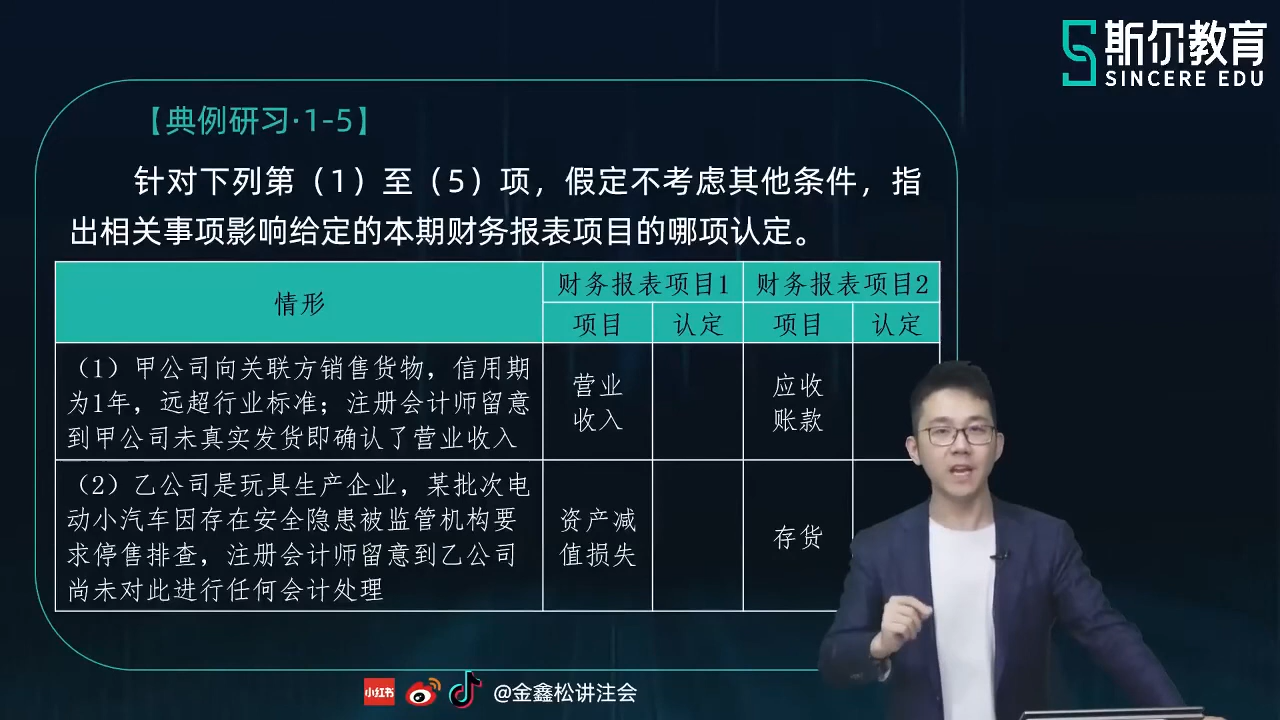 斯尔教育
SINCERE EDU
【典例研习·1-5】
针对下列第（1）至（5）项，假定不考虑其他条件，指
出相关事项影响给定的本期财务报表项目的哪项认定。
情形
财务报表项目1
财务报表项目2
项目
认定
项目
认定
（1）甲公司向关联方销售货物，信用期
为1年，远超行业标准；注册会计师留意
到甲公司未真实发货即确认了营业收入
营业
收入
应收
账款
（2）乙公司是玩具生产企业，某批次电
动小汽车因存在安全隐患被监管机构要
求停售排查，注册会计师留意到乙公司
尚未对此进行任何会计处理
资产减
值损失
存货
小红书
@金鑫松讲注会